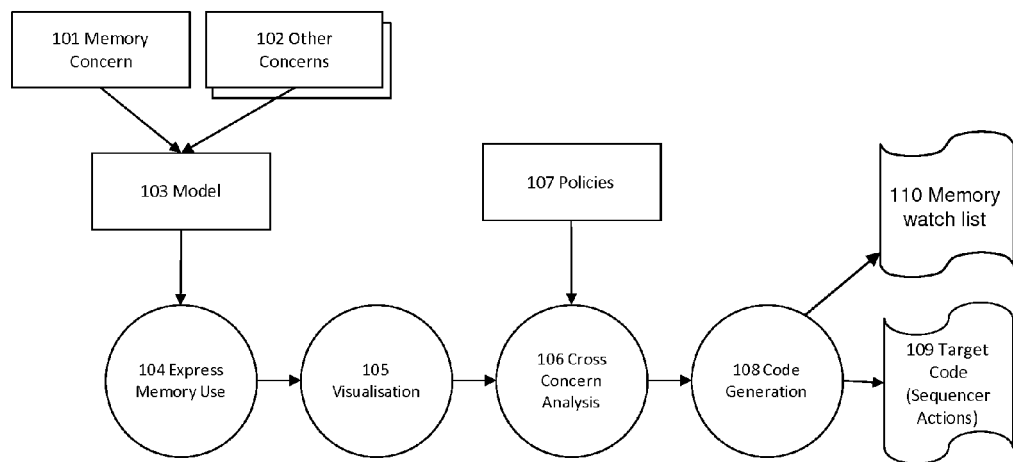 101 Memory
Concern
102 Other
Concerns
103 Model
107 Policies
110 Memory
watch list
104 Express
Memory Use
105
Visualisation
106 Cross
Concern
Analysis
108 Code
Generation
109 Target
Code
(Sequencer
Actions)